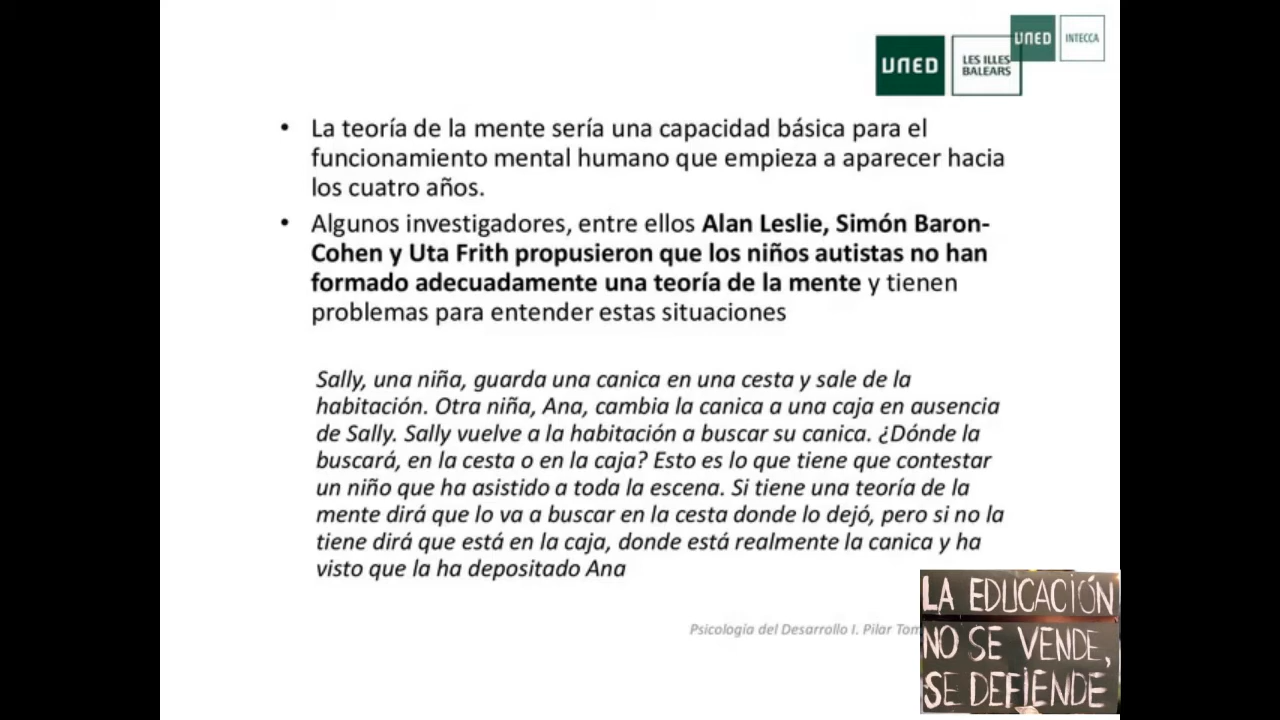 UNED
INTECCA
UNED
LES ILLES
BALEARS
• La teoría de la mente sería una capacidad básica para el
funcionamiento mental humano que empieza a aparecer hacia
los cuatro años.
• Algunos investigadores, entre ellos Alan Leslie, Simón Baron-
Cohen y Uta Frith propusieron que los niños autistas no han
formado adecuadamente una teoría de la mente y tienen
problemas para entender estas situaciones
Sally, una niña, guarda una canica en una cesta y sale de la
habitación. Otra niña, Ana, cambia la canica a una caja en ausencia
de Sally. Sally vuelve a la habitación a buscar su canica. ¿Dónde la
buscará, en la cesta o en la caja? Esto es lo que tiene que contestar
un niño que ha asistido a toda la escena. Si tiene una teoría de la
mente dirá que lo va a buscar en la cesta donde lo dejó, pero si no la
tiene dirá que está en la caja, donde está realmente la canica y ha
visto que la ha depositado Ana
Psicología del Desarrollo I. Pilar
LA EDUCACIÓN
NO SE VENDE,
SE DEFIENDE